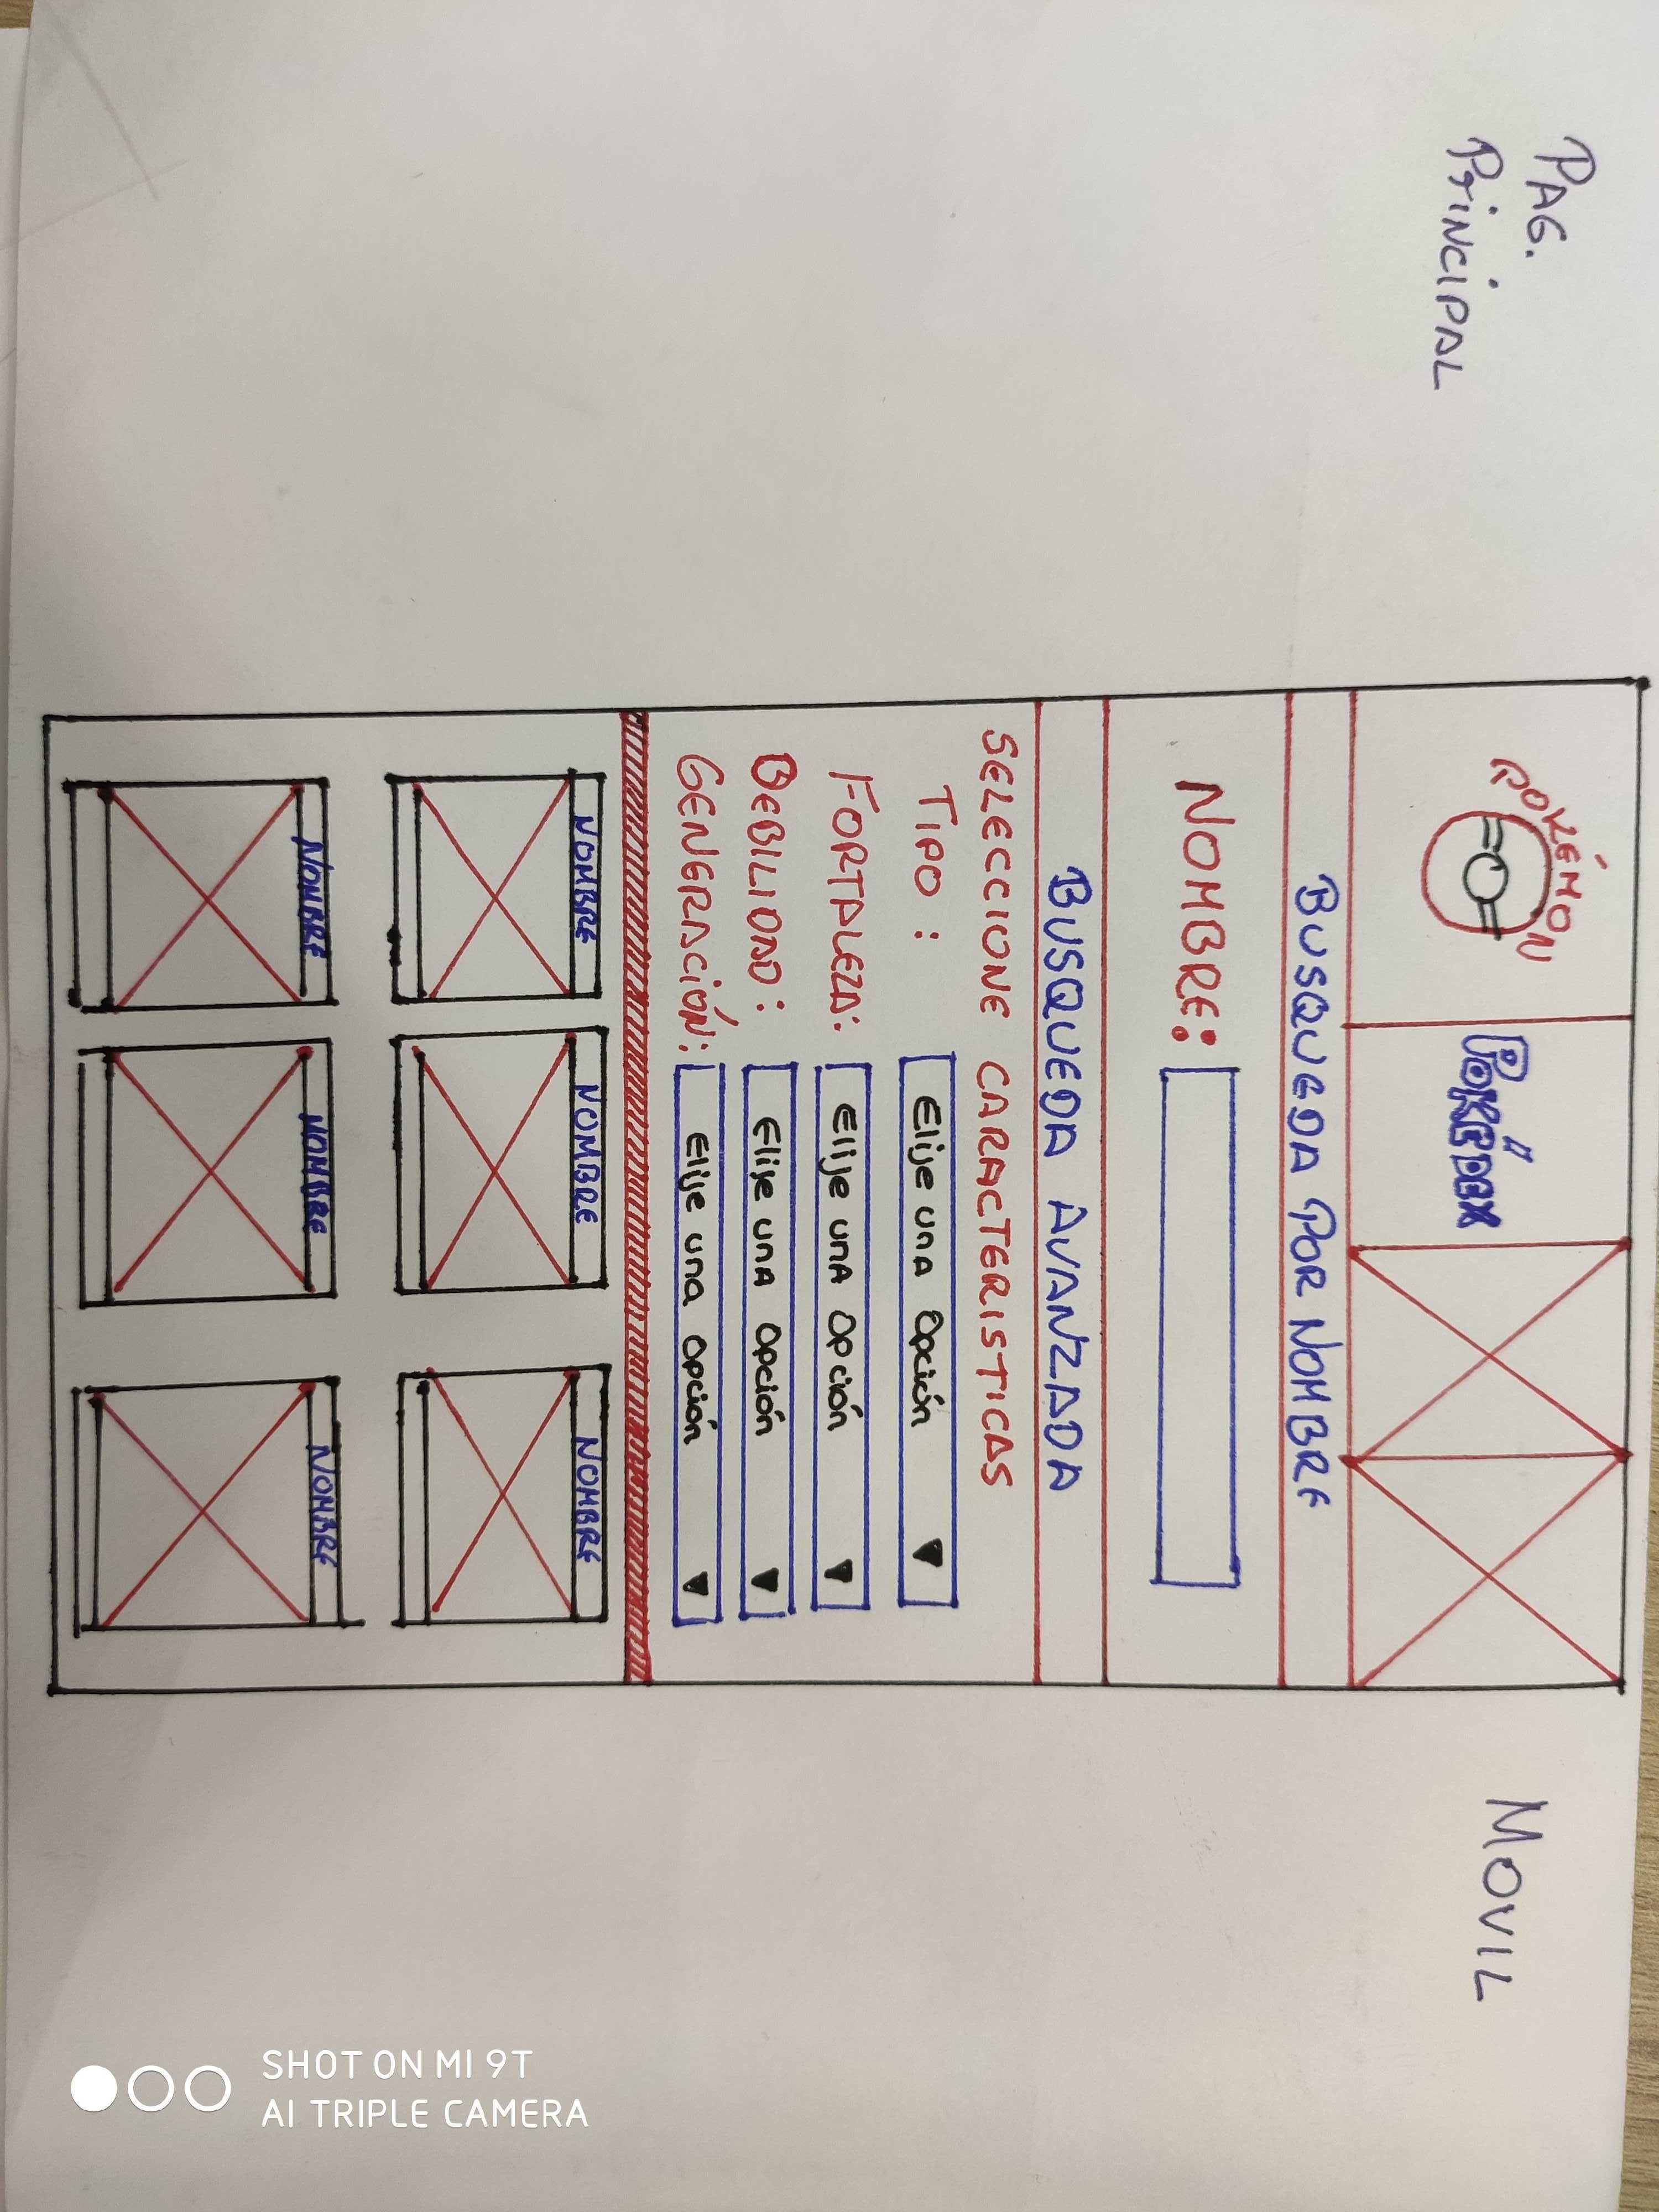 PAG.
PRINCIPAL
MOVIL
POKÉMON
POKÉDEX
BUSQUEDA POR NOMBRE
NOMBRE:
BUSQUEDA AVANZADA
SELECCIONE CARACTERISTICAS
TIPO : Elije una Opción ▼
FORTALEZA: Elije una Opción ▼
DEBILIDAD: Elije una Opción ▼
GENERACIÓN: Elije una Opción ▼
NOMBRE NOMBRE NOMBRE
NOMBRE NOMBRE NOMBRE
SHOT ON MI 9T
AI TRIPLE CAMERA